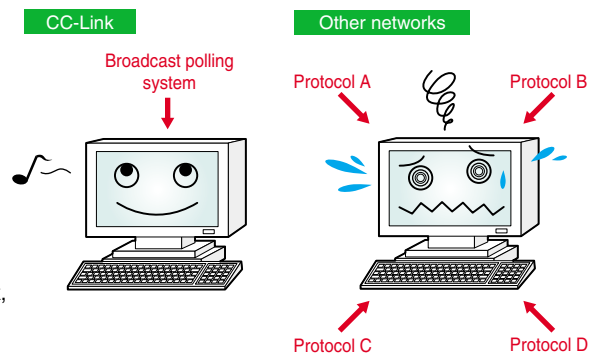 CC-Link
Other networks
Broadcast polling
system
Protocol A
Protocol B
,
Protocol C
Protocol D